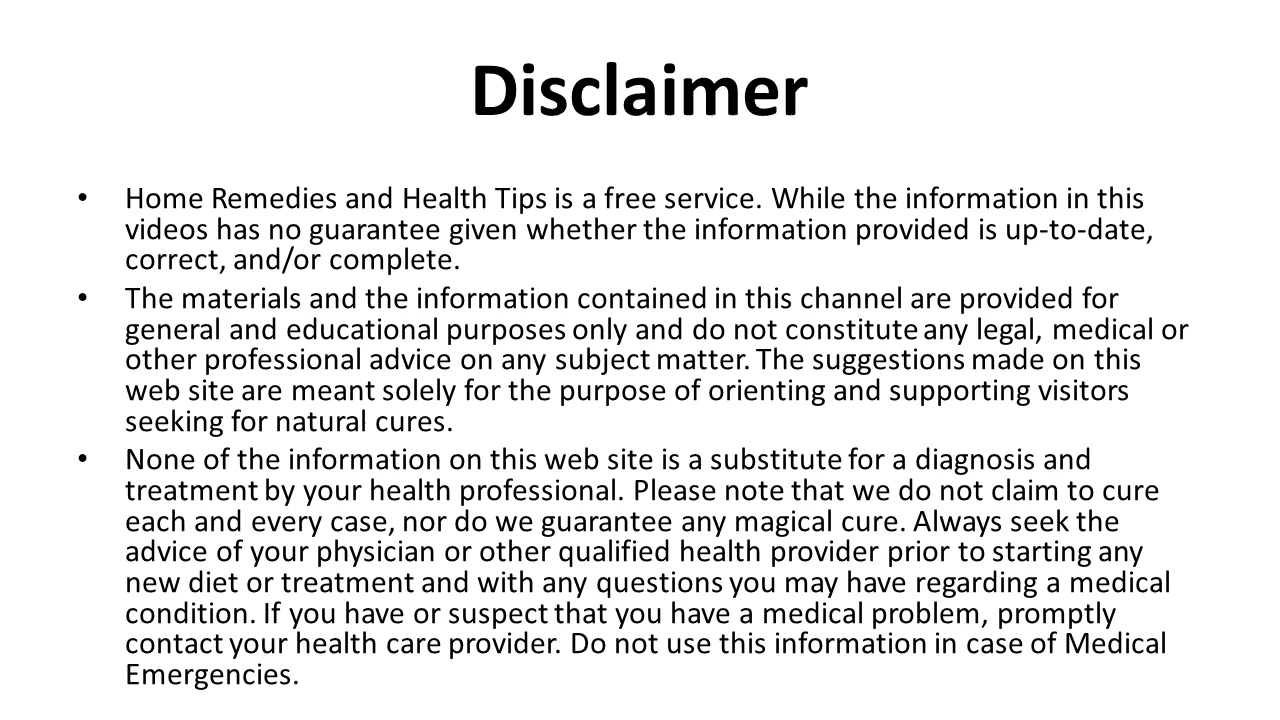 Disclaimer
• Home Remedies and Health Tips is a free service. While the information in this
videos has no guarantee given whether the information provided is up-to-date,
correct, and/or complete.
• The materials and the information contained in this channel are provided for
general and educational purposes only and do not constitute any legal, medical or
other professional advice on any subject matter. The suggestions made on this
web site are meant solely for the purpose of orienting and supporting visitors
seeking for natural cures.
• None of the information on this web site is a substitute for a diagnosis and
treatment by your health professional. Please note that we do not claim to cure
each and every case, nor do we guarantee any magical cure. Always seek the
advice of your physician or other qualified health provider prior to starting any
new diet or treatment and with any questions you may have regarding a medical
condition. If you have or suspect that you have a medical problem, promptly
contact your health care provider. Do not use this information in case of Medical
Emergencies.